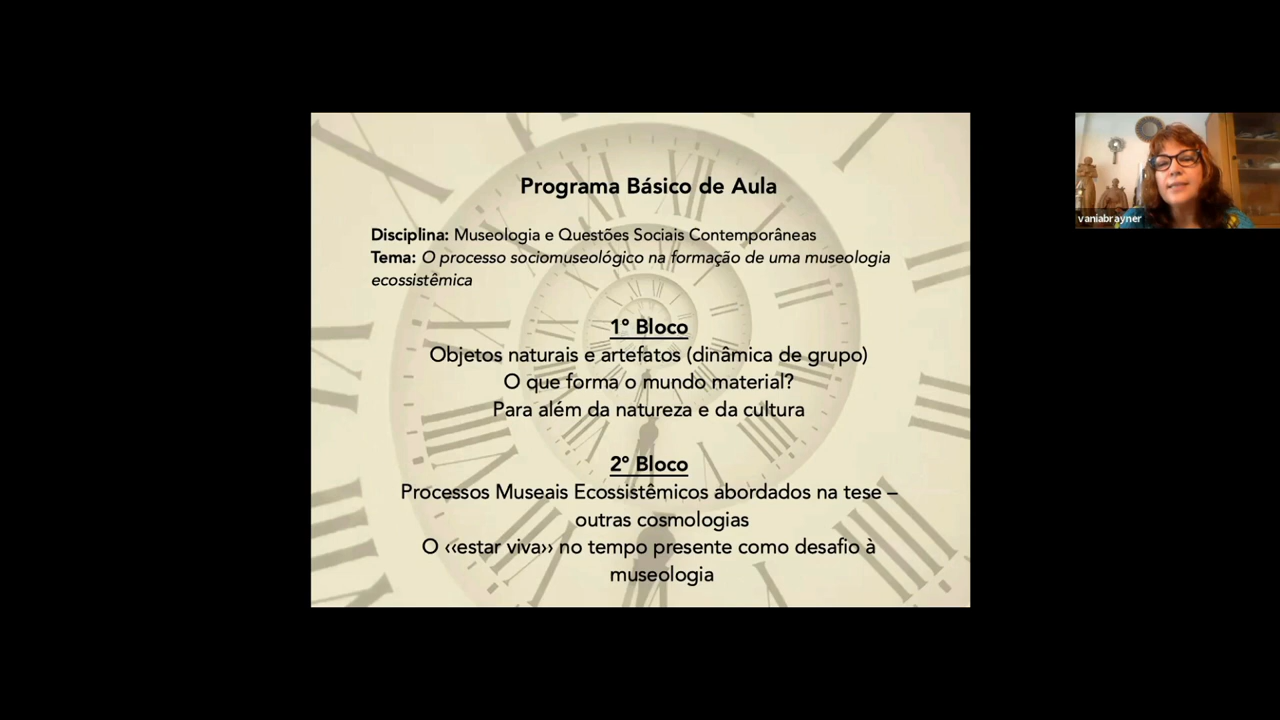 Programa Básico de Aula
Disciplina: Museologia e Questões Sociais Contemporâneas
Tema: O processo sociomuseológico na formação de uma museologia
ecossistêmica
1º Bloco
Objetos naturais e artefatos (dinâmica de grupo)
O que forma o mundo material?
Para além da natureza e da cultura
2º Bloco
Processos Museais Ecossistêmicos abordados na tese –
outras cosmologias
O ‹‹estar viva›› no tempo presente como desafio à
museologia
vaniabrayner